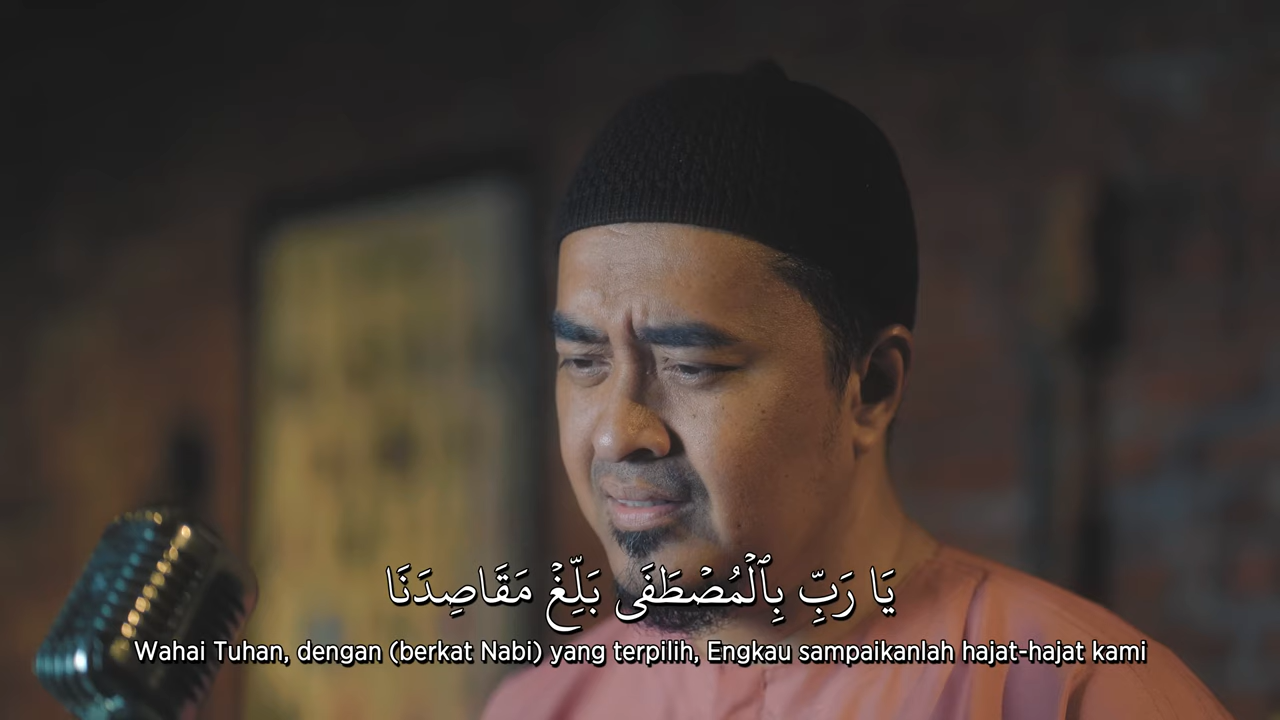 يَا رَبِّ بِٱلْمُصْطَفَى بَلِّغْ مَقَاصِدَنَا
Wahai Tuhan, dengan (berkat Nabi) yang terpilih, Engkau sampaikanlah hajat-hajat kami